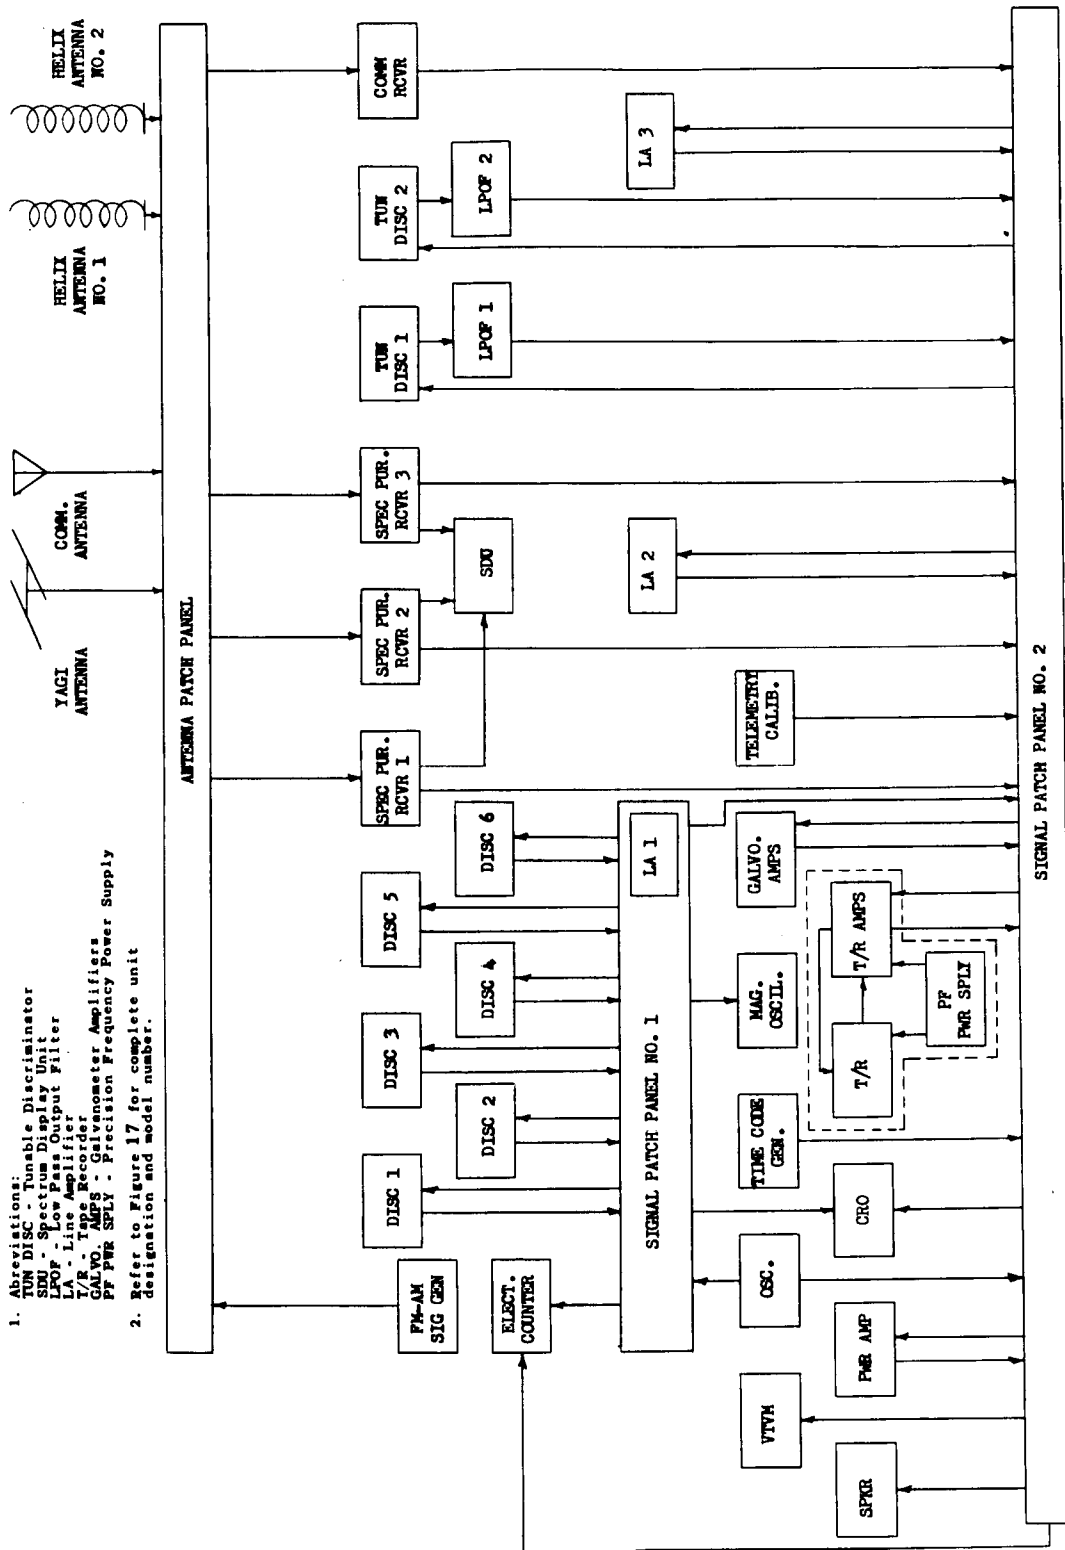 1. Abreviations:
TUN DISC - Tunable Discriminator
SDU - Spectrum Display Unit
LPOF - Low Pass Output Filter
LA - Line Amplifier
T/R - Tape Recorder
GALVO. AMPS - Galvanometer Amplifiers
PF PWR SPLY - Precision Frequency Power Supply
2. Refer to Figure 17 for complete unit
designation and model number.
YAGI
ANTENNA
COMM.
ANTENNA
HELIX
ANTENNA
NO. 1
HELIX
ANTENNA
NO. 2
ANTENNA PATCH PANEL
FM-AM
SIG GEN
SPEC PUR.
RCVR 1
SPEC PUR.
RCVR 2
SPEC PUR.
RCVR 3
TUN
DISC 1
TUN
DISC 2
COMM
RCVR
ELECT.
COUNTER
DISC 1
DISC 2
DISC 3
DISC 4
DISC 5
DISC 6
SDU
LPOF 1
LPOF 2
SIGNAL PATCH PANEL NO. 1
LA 1
LA 2
LA 3
VTVM
OSC.
TIME CODE
GEN.
MAG.
OSCIL.
GALVO.
AMPS
TELEMETRY
CALIB.
SPKR
PWR AMP
CRO
T/R
T/R AMPS
PF
PWR SPLY
SIGNAL PATCH PANEL NO. 2